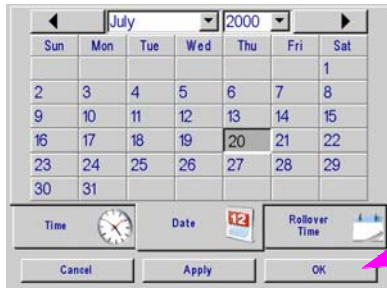 July 2000
Sun Mon Tue Wed Thu Fri Sat
1
2 3 4 5 6 7 8
9 10 11 12 13 14 15
16 17 18 19 20 21 22
23 24 25 26 27 28 29
30 31
Time Date 12 Rollover
Time
Cancel Apply OK